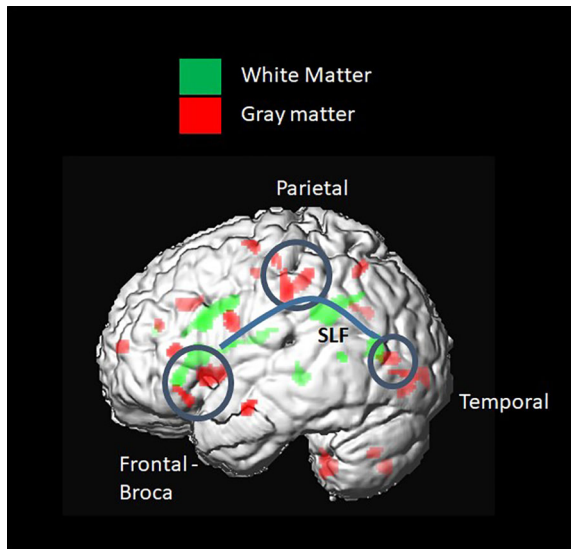 White Matter
Gray matter
Parietal
SLF
Temporal
Frontal -
Broca